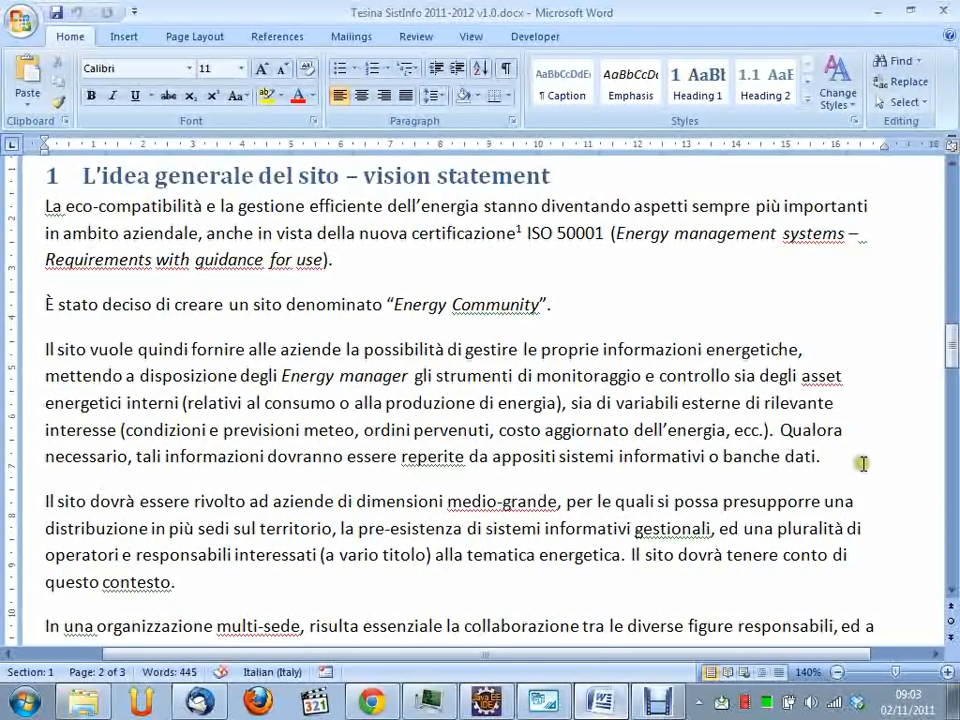 Tesina SistInfo 2011-2012 v1.0.docx - Microsoft Word
Home Insert Page Layout References Mailings Review View Developer
Paste
Calibri 11
AaBbCcDdEe AaBbCcDc 1 AaBl 1.1 AaE
¶ Caption Emphasis Heading 1 Heading 2
Change Styles
Find
Replace
Select
Clipboard Font Paragraph Styles Editing
1 L'idea generale del sito – vision statement
La eco-compatibilità e la gestione efficiente dell'energia stanno diventando aspetti sempre più importanti
in ambito aziendale, anche in vista della nuova certificazione¹ ISO 50001 (Energy management systems –
Requirements with guidance for use).
È stato deciso di creare un sito denominato “Energy Community”.
Il sito vuole quindi fornire alle aziende la possibilità di gestire le proprie informazioni energetiche,
mettendo a disposizione degli Energy manager gli strumenti di monitoraggio e controllo sia degli asset
energetici interni (relativi al consumo o alla produzione di energia), sia di variabili esterne di rilevante
interesse (condizioni e previsioni meteo, ordini pervenuti, costo aggiornato dell'energia, ecc.). Qualora
necessario, tali informazioni dovranno essere reperite da appositi sistemi informativi o banche dati.
Il sito dovrà essere rivolto ad aziende di dimensioni medio-grande, per le quali si possa presupporre una
distribuzione in più sedi sul territorio, la pre-esistenza di sistemi informativi gestionali, ed una pluralità di
operatori e responsabili interessati (a vario titolo) alla tematica energetica. Il sito dovrà tenere conto di
questo contesto.
In una organizzazione multi-sede, risulta essenziale la collaborazione tra le diverse figure responsabili, ed a
Section: 1 Page: 2 of 3 Words: 445 Italian (Italy) 140%
09:03
02/11/2011